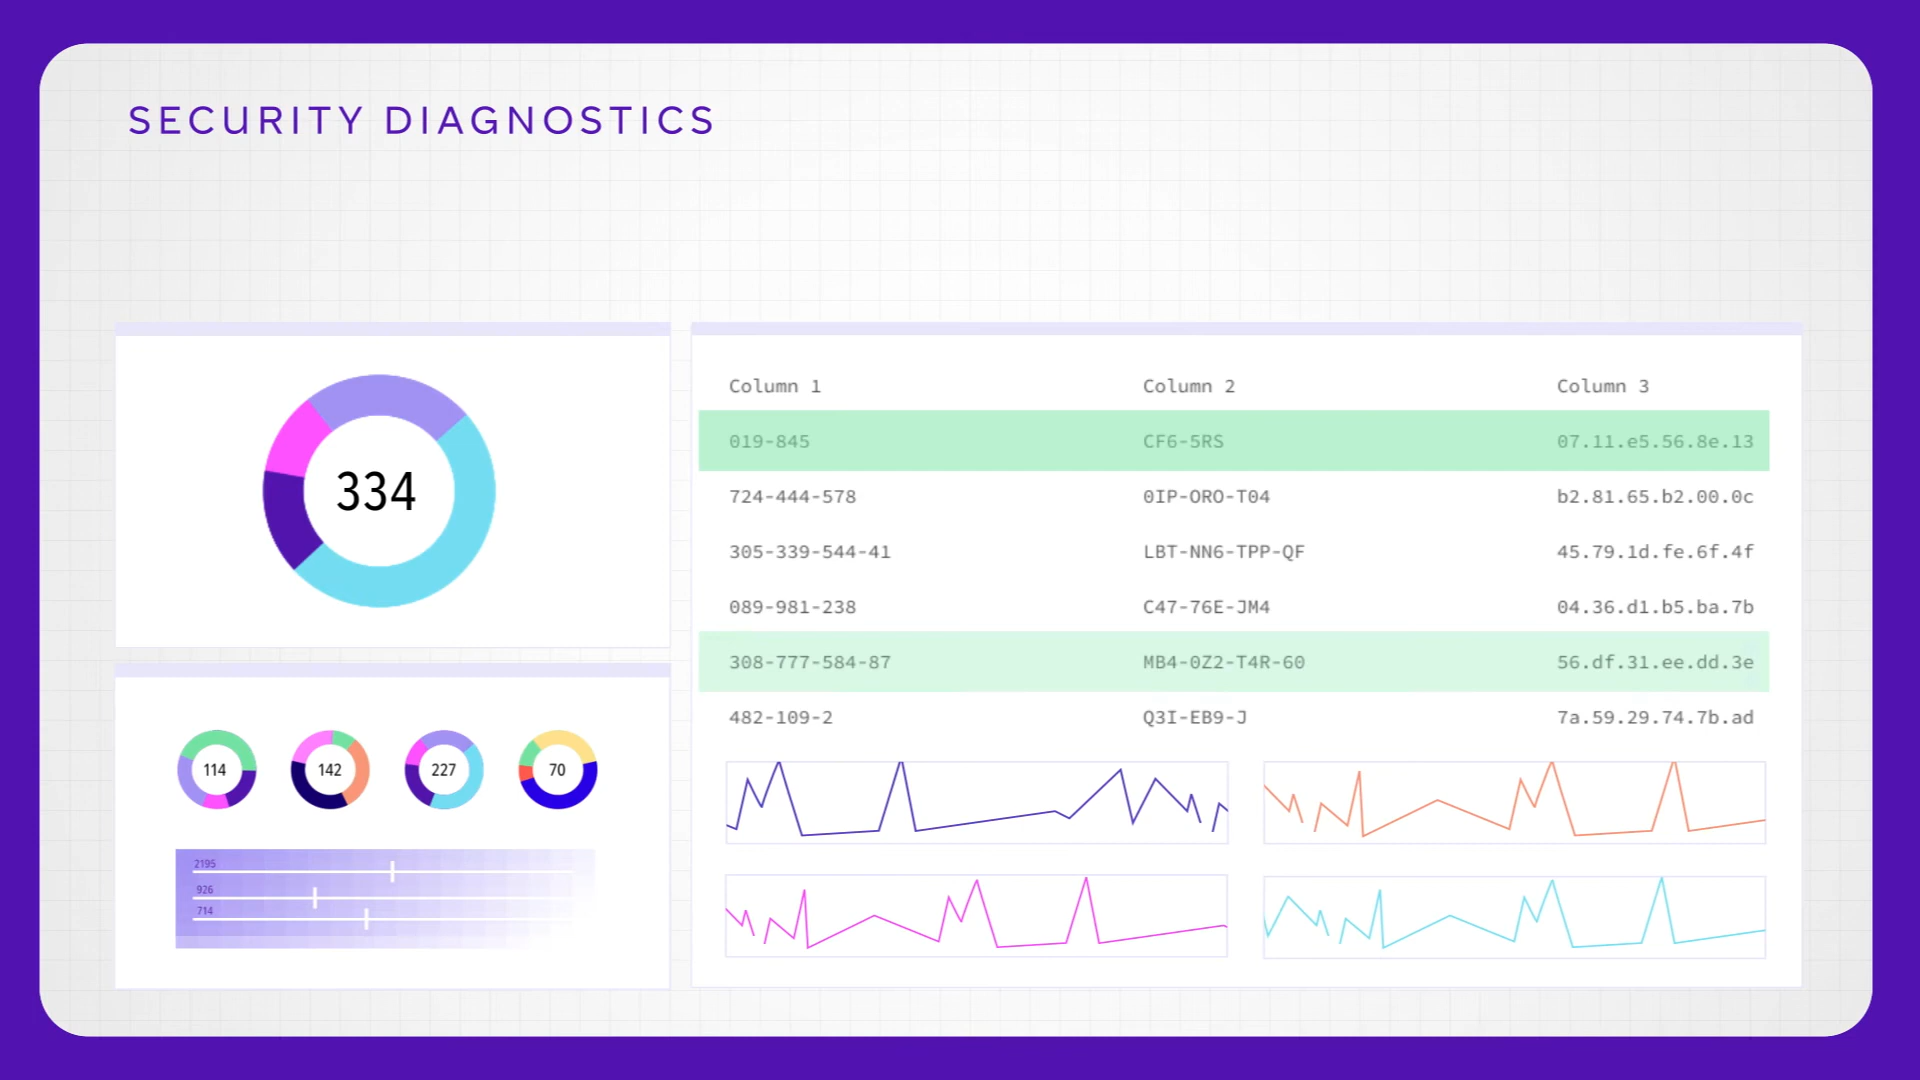 SECURITY DIAGNOSTICS
334
114 142 227 70
2195
926
714
Column 1 Column 2 Column 3
019-845 CF6-5RS 07.11.e5.56.8e.13
724-444-578 0IP-ORO-T04 b2.81.65.b2.00.0c
305-339-544-41 LBT-NN6-TPP-QF 45.79.1d.fe.6f.4f
089-981-238 C47-76E-JM4 04.36.d1.b5.ba.7b
308-777-584-87 MB4-0Z2-T4R-60 56.df.31.ee.dd.3e
482-109-2 Q3I-EB9-J 7a.59.29.74.7b.ad